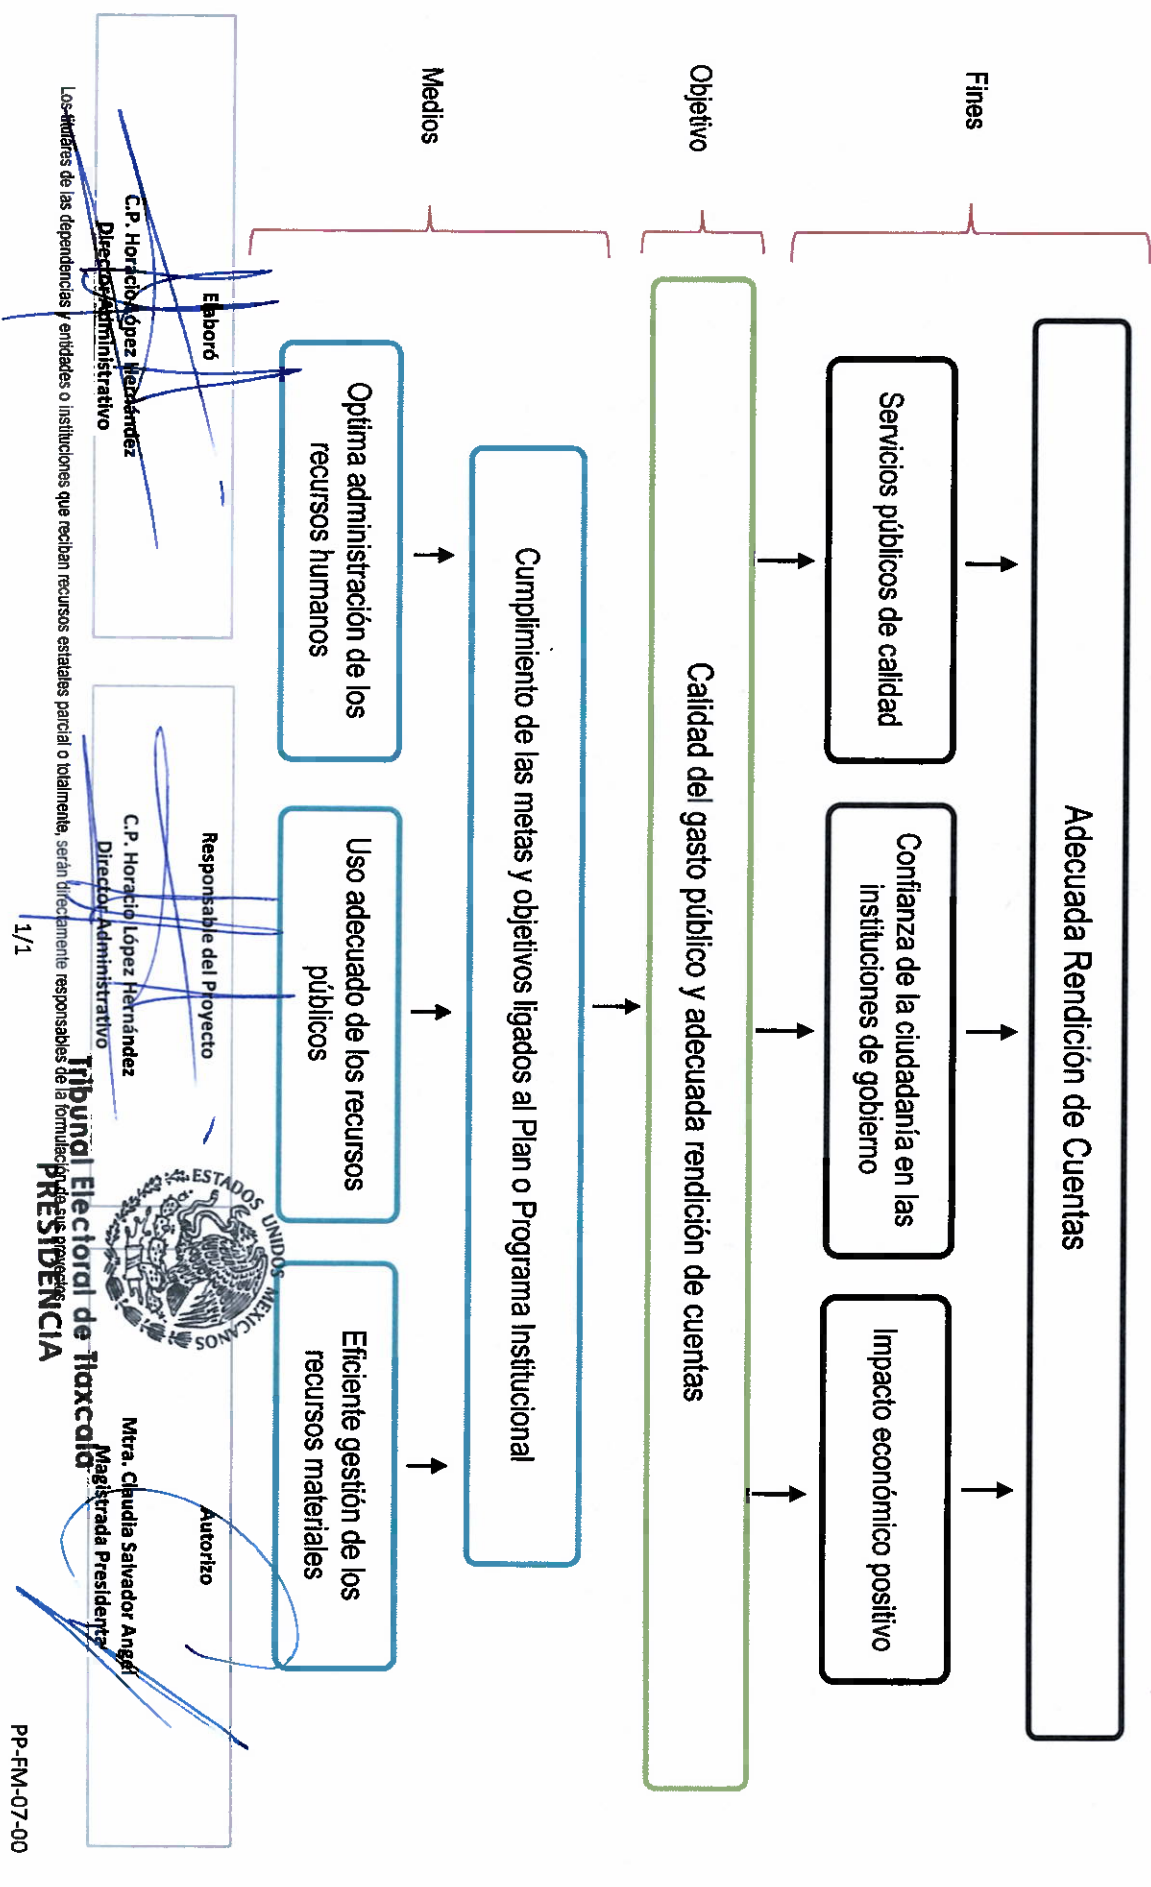 Fines
Adecuada Rendición de Cuentas
Servicios públicos de calidad
Confianza de la ciudadanía en las
instituciones de gobierno
Impacto económico positivo
Objetivo
Calidad del gasto público y adecuada rendición de cuentas
Medios
Cumplimiento de las metas y objetivos ligados al Plan o Programa Institucional
Optima administración de los
recursos humanos
Uso adecuado de los recursos
públicos
Eficiente gestión de los
recursos materiales
Elaboró
C.P. Horacio López Hernández
Director Administrativo
Responsable del Proyecto
C.P. Horacio López Hernández
Director Administrativo
Autorizo
Mtra. Claudia Salvador Angel
Magistrada Presidenta
ESTADOS UNIDOS MEXICANOS
Tribunal Electoral de Tlaxcala
PRESIDENCIA
Los titulares de las dependencias y entidades o instituciones que reciban recursos estatales parcial o totalmente, serán directamente responsables de la formulación de sus proyectos
1/1
PP-FM-07-00